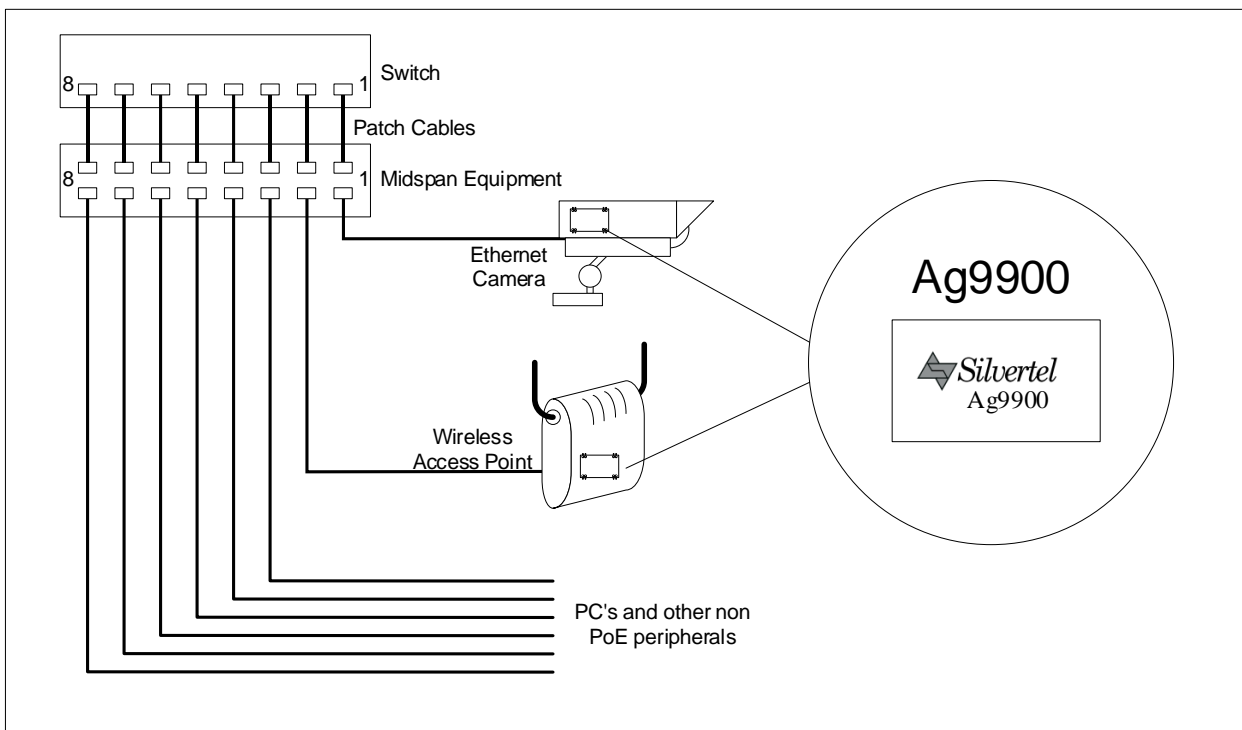 8
1
Switch
Patch Cables
8
1
Midspan Equipment
Ethernet
Camera
Ag9900
Silvertel
Ag9900
Wireless
Access Point
PC's and other non
PoE peripherals